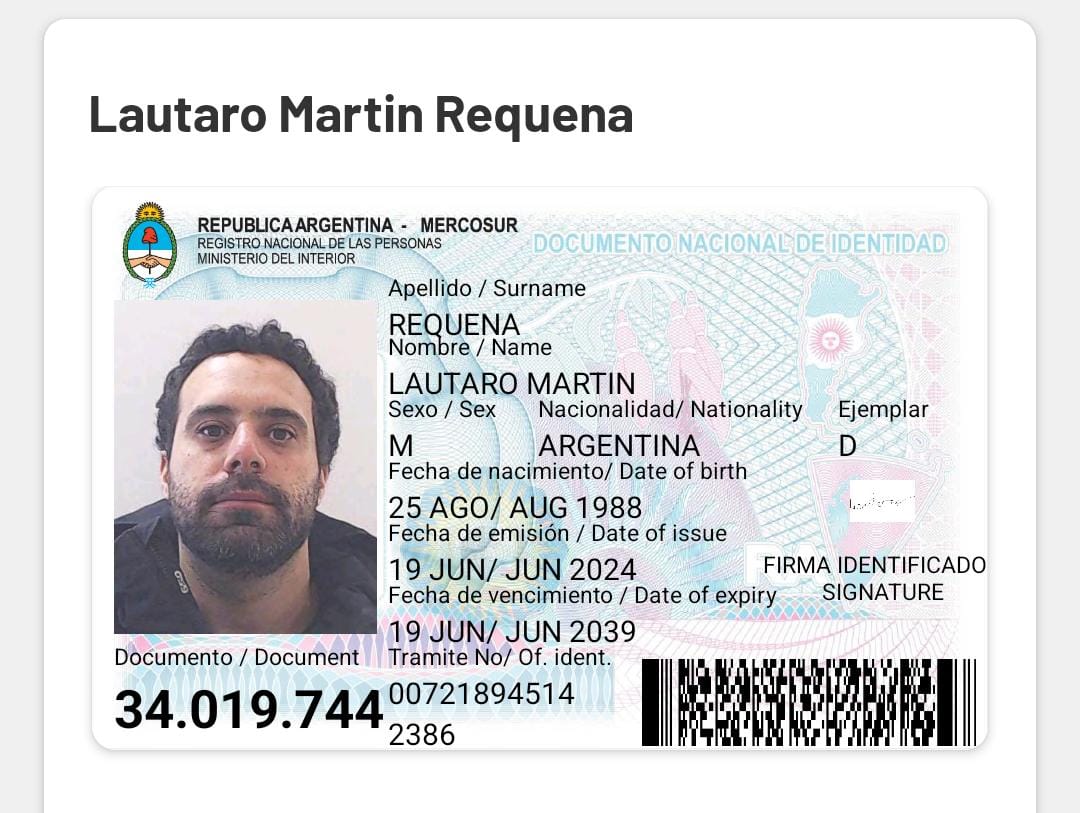 Lautaro Martin Requena
REPUBLICA ARGENTINA - MERCOSUR
REGISTRO NACIONAL DE LAS PERSONAS
MINISTERIO DEL INTERIOR
DOCUMENTO NACIONAL DE IDENTIDAD
Apellido / Surname
REQUENA
Nombre / Name
LAUTARO MARTIN
Sexo / Sex Nacionalidad/ Nationality Ejemplar
M ARGENTINA D
Fecha de nacimiento/ Date of birth
25 AGO/ AUG 1988
Fecha de emisión / Date of issue
19 JUN/ JUN 2024
FIRMA IDENTIFICADO
SIGNATURE
Fecha de vencimiento / Date of expiry
19 JUN/ JUN 2039
Documento / Document
34.019.744
Tramite No/ Of. ident.
00721894514
2386